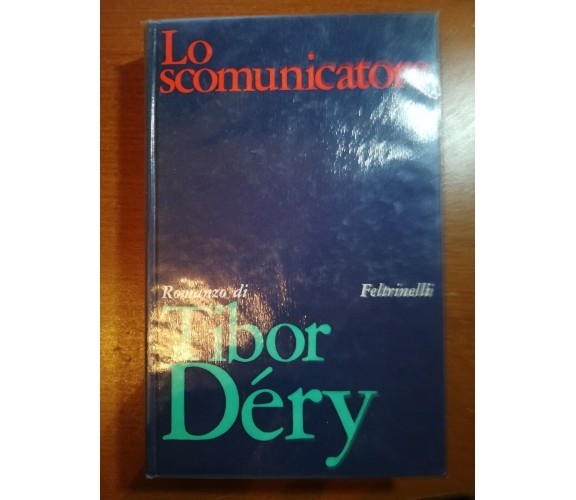 Lo
scomunicatore
Romanzo di Feltrinelli
Tibor
Déry